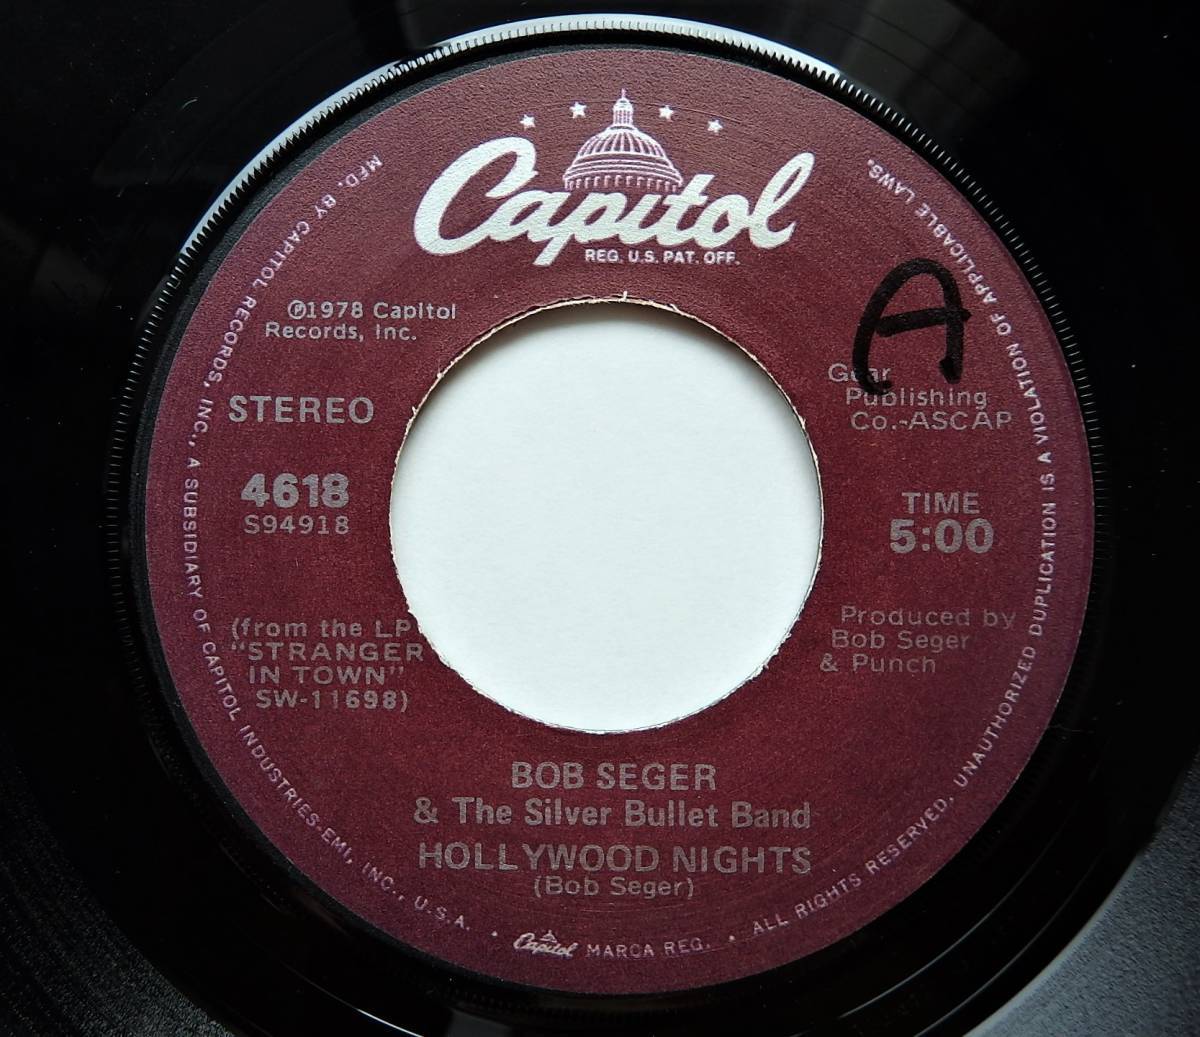 Capitol
REG. U.S. PAT. OFF.
℗1978 Capitol
Records, Inc.
STEREO
4618
S94918
(from the LP
"STRANGER
IN TOWN"
SW-11698)
A
Gear
Publishing
Co.-ASCAP
TIME
5:00
Produced by
Bob Seger
& Punch
BOB SEGER
& The Silver Bullet Band
HOLLYWOOD NIGHTS
(Bob Seger)
MFD. BY CAPITOL RECORDS, INC., A SUBSIDIARY OF CAPITOL INDUSTRIES-EMI, INC., U.S.A. • Capitol MARCA REG. • ALL RIGHTS RESERVED. UNAUTHORIZED DUPLICATION IS A VIOLATION OF APPLICABLE LAWS.